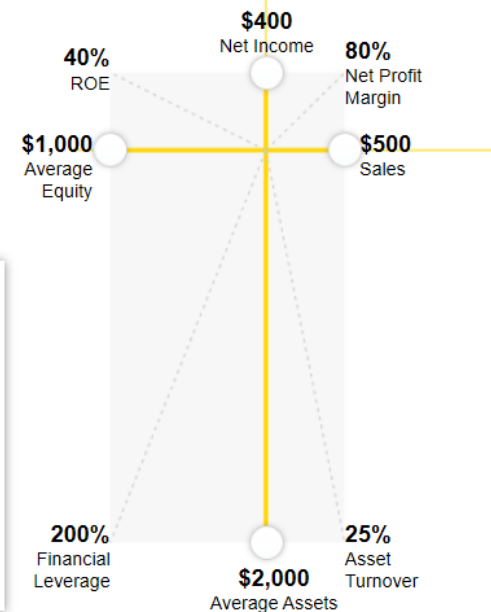 $400
Net Income
40%
ROE
80%
Net Profit
Margin
$1,000
Average
Equity
$500
Sales
200%
Financial
Leverage
25%
Asset
Turnover
$2,000
Average Assets